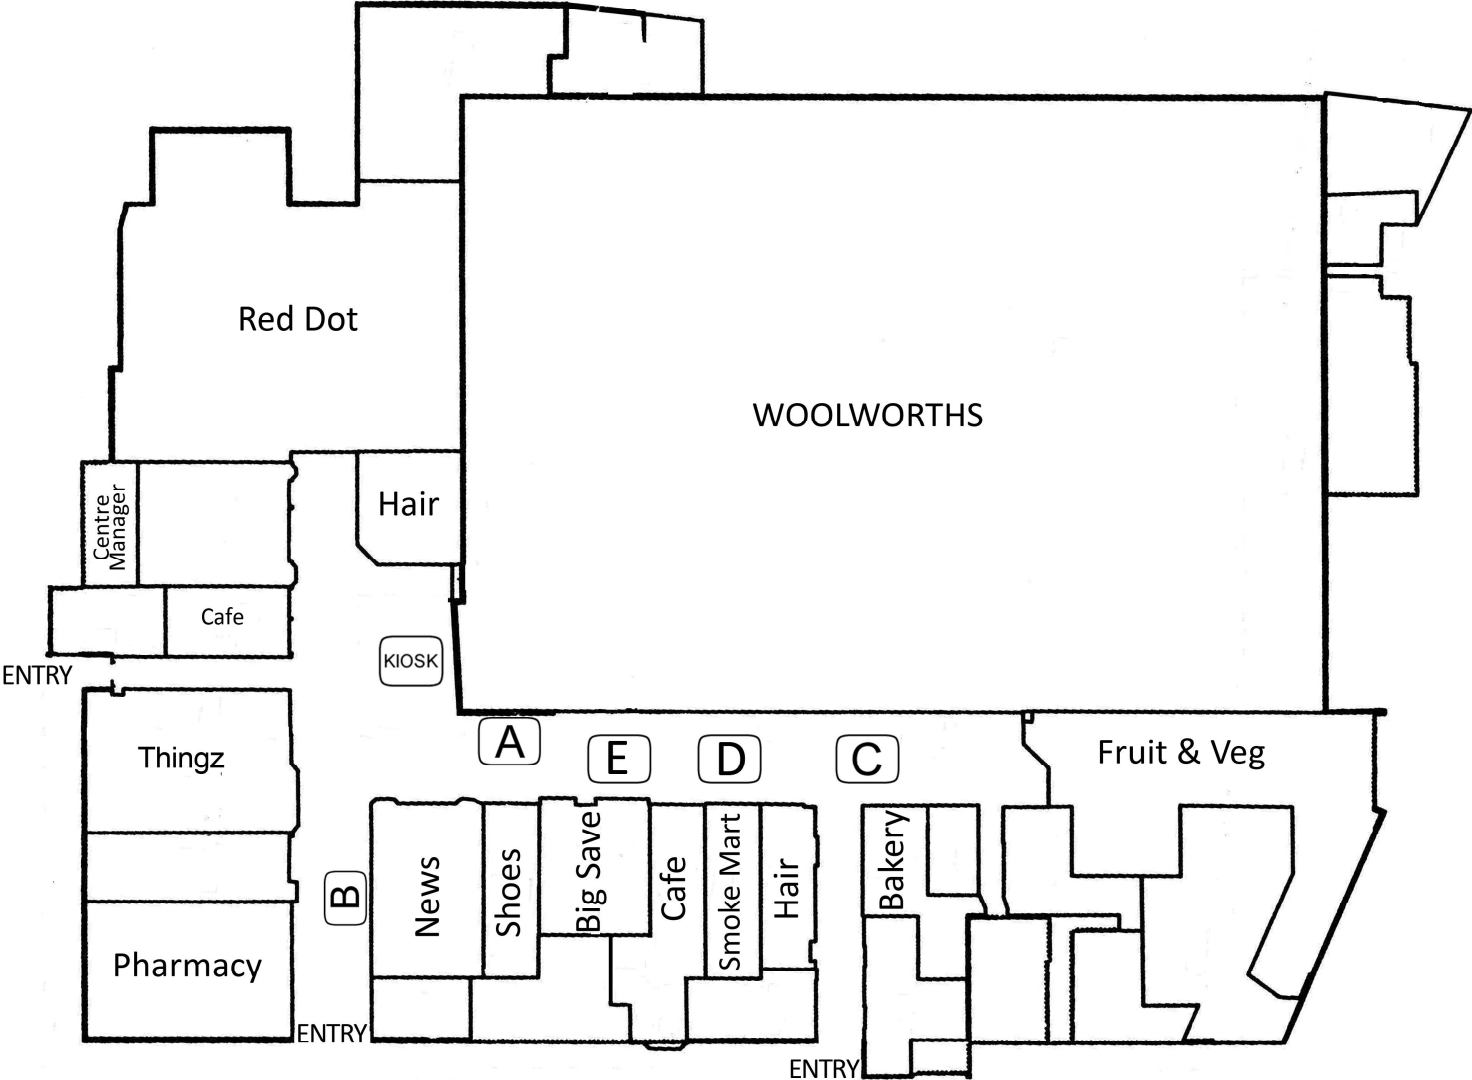 Red Dot
WOOLWORTHS
Hair
Centre
Manager
Cafe
KIOSK
ENTRY
A
E
D
C
Fruit & Veg
Thingz
B
News
Shoes
Big Save
Cafe
Smoke Mart
Hair
Bakery
Pharmacy
ENTRY
ENTRY